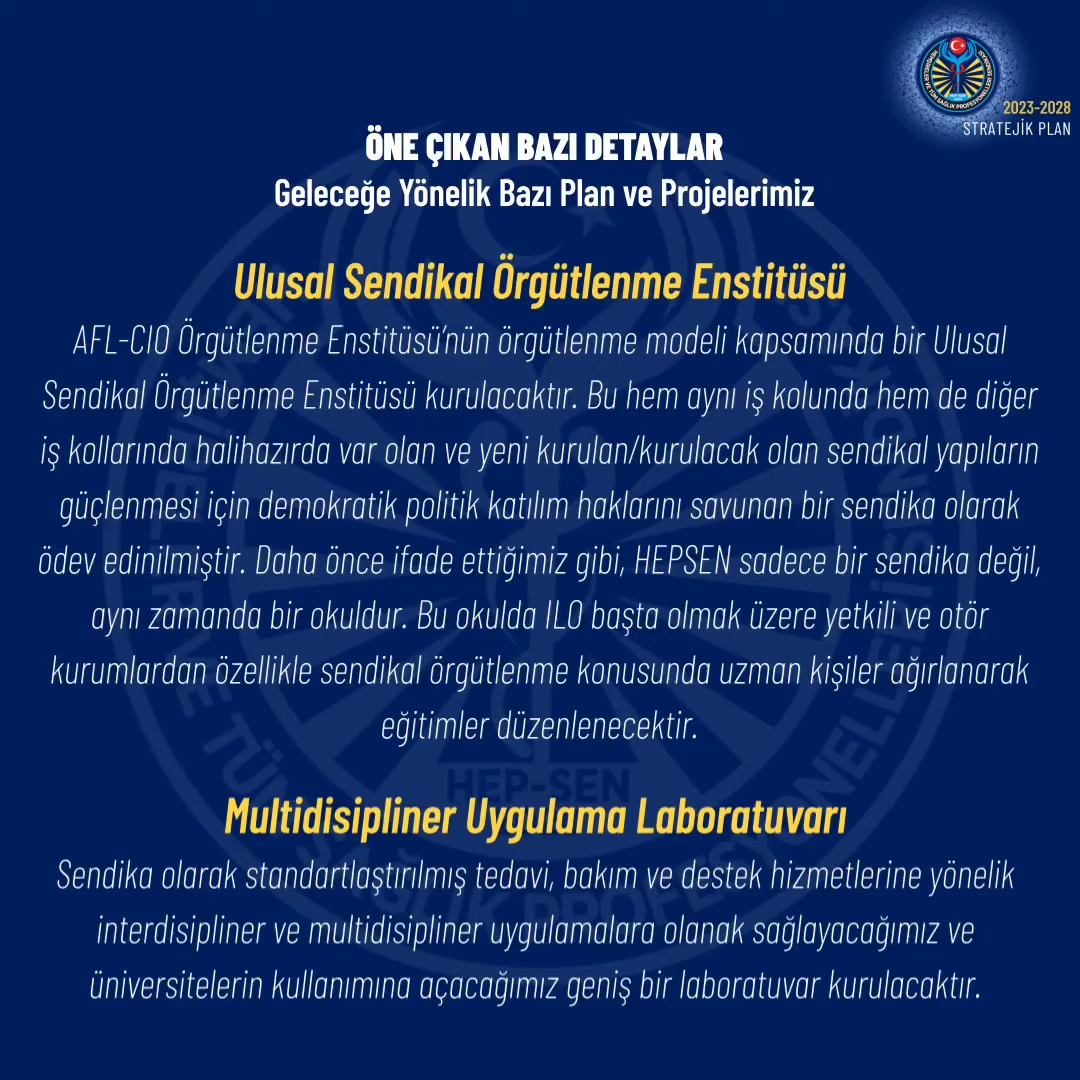 2023-2028
STRATEJİK PLAN
ÖNE ÇIKAN BAZI DETAYLAR
Geleceğe Yönelik Bazı Plan ve Projelerimiz
Ulusal Sendikal Örgütlenme Enstitüsü
AFL-CIO Örgütlenme Enstitüsü’nün örgütlenme modeli kapsamında bir Ulusal
Sendikal Örgütlenme Enstitüsü kurulacaktır. Bu hem aynı iş kolunda hem de diğer
iş kollarında halihazırda var olan ve yeni kurulan/kurulacak olan sendikal yapıların
güçlenmesi için demokratik politik katılım haklarını savunan bir sendika olarak
ödev edinilmiştir. Daha önce ifade ettiğimiz gibi, HEPSEN sadece bir sendika değil,
aynı zamanda bir okuldur. Bu okulda ILO başta olmak üzere yetkili ve otör
kurumlardan özellikle sendikal örgütlenme konusunda uzman kişiler ağırlanarak
eğitimler düzenlenecektir.
HEP-SEN
Multidisipliner Uygulama Laboratuvarı
Sendika olarak standartlaştırılmış tedavi, bakım ve destek hizmetlerine yönelik
interdisipliner ve multidisipliner uygulamalara olanak sağlayacağımız ve
üniversitelerin kullanımına açacağımız geniş bir laboratuvar kurulacaktır.